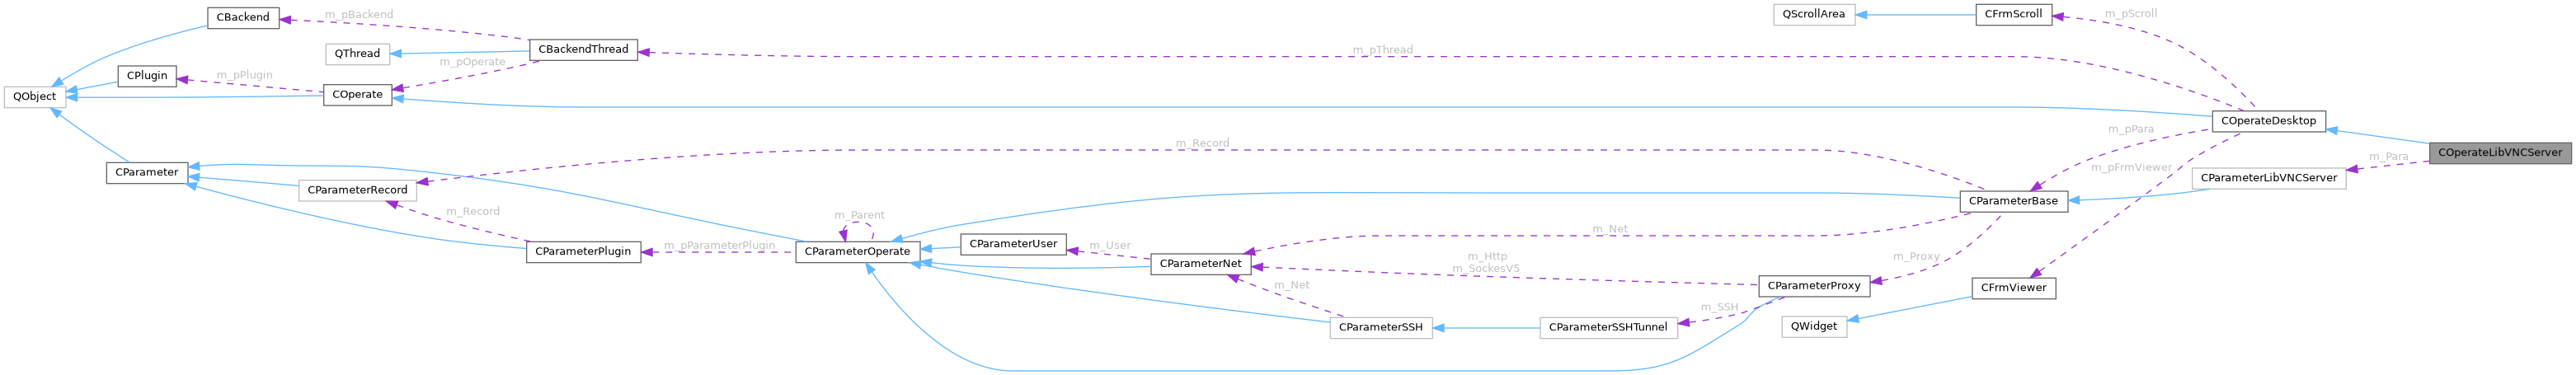 CBackend
m_pBackend
QScrollArea
CFrmScroll
m_pScroll
QThread
CBackendThread
m_pThread
CPlugin
m_pPlugin
m_pOperate
QObject
COperate
COperateDesktop
m_pPara
m_Record
COperateLibVNCServer
m_Para
CParameter
m_pFrmViewer
CParameterLibVNCServer
CParameterRecord
CParameterBase
m_Record
m_Parent
m_Net
CParameterUser
m_User
CParameterPlugin
m_pParameterPlugin
CParameterOperate
CParameterNet
m_Http
m_SockesV5
m_Proxy
m_Net
CParameterProxy
CFrmViewer
m_SSH
CParameterSSH
CParameterSSHTunnel
QWidget